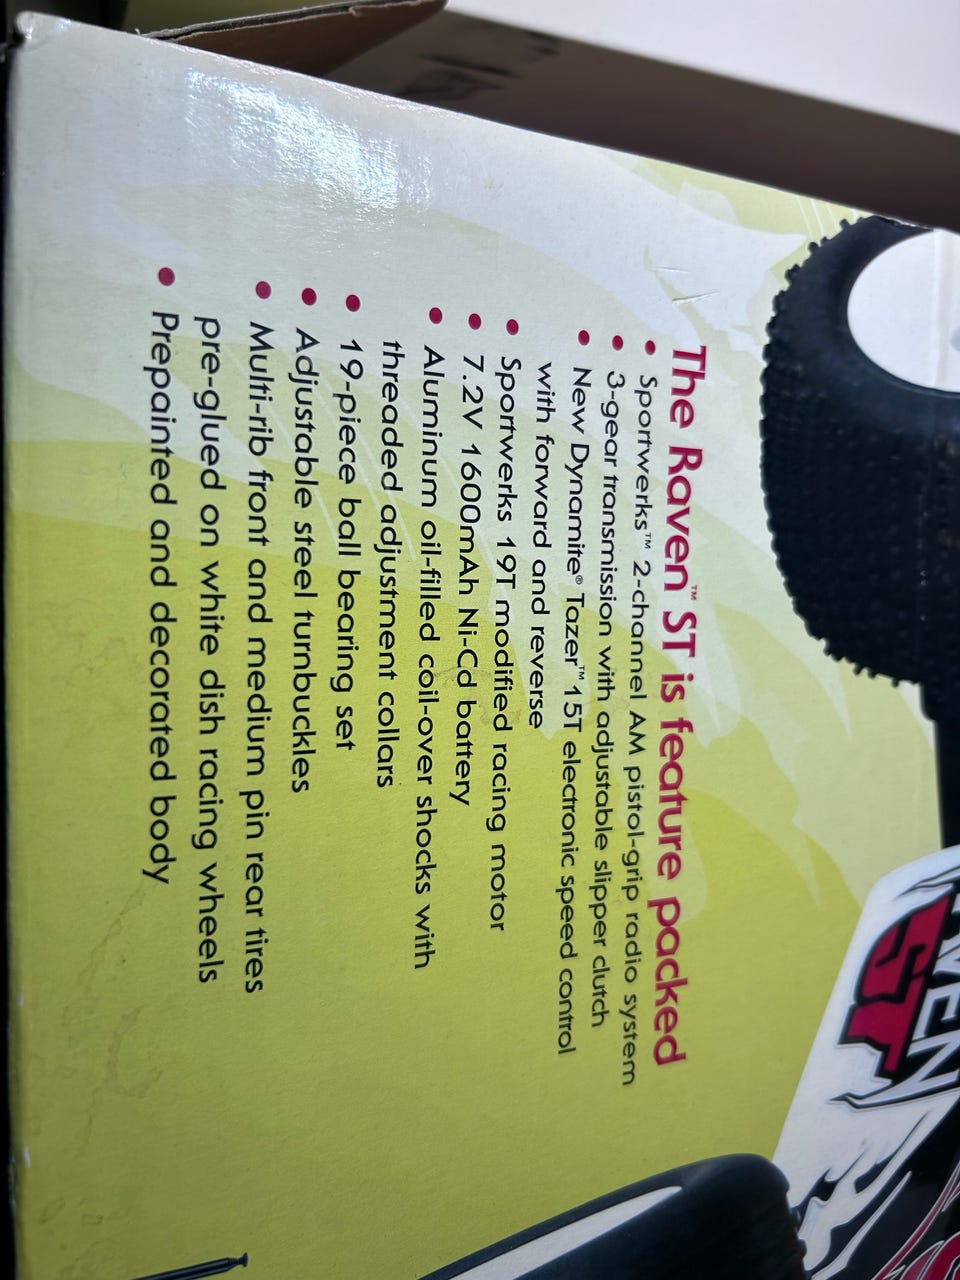 The Raven™ ST is feature packed
• Sportwerks™ 2-channel AM pistol-grip radio system
• 3-gear transmission with adjustable slipper clutch
• New Dynamite® Tazer™ 15T electronic speed control
with forward and reverse
• Sportwerks 19T modified racing motor
• 7.2V 1600mAh Ni-Cd battery
• Aluminum oil-filled coil-over shocks with
threaded adjustment collars
• 19-piece ball bearing set
• Adjustable steel turnbuckles
• Multi-rib front and medium pin rear tires
pre-glued on white dish racing wheels
• Prepainted and decorated body
VEN
ST